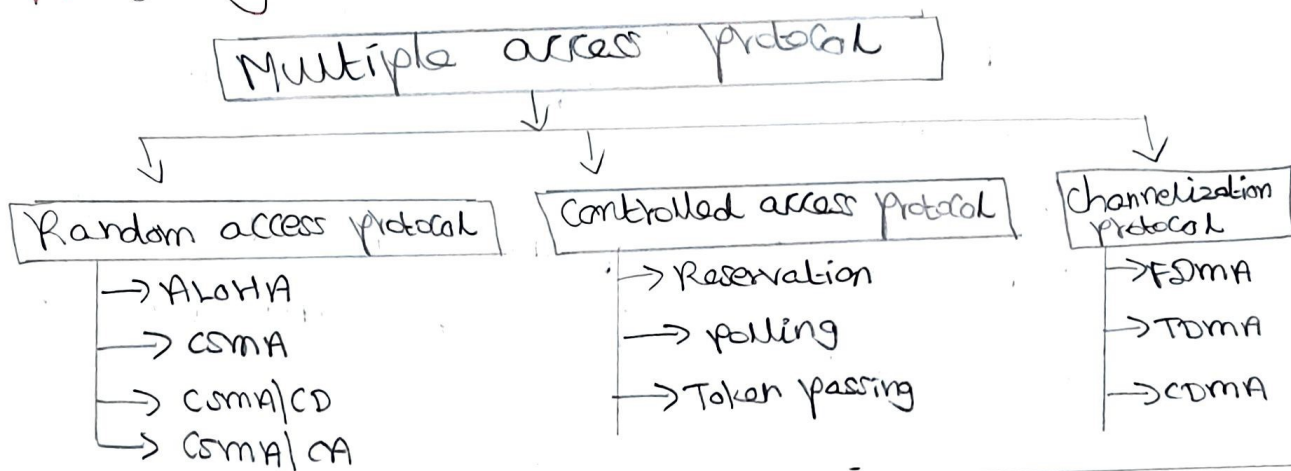 Multiple access protocol
Random access protocol
→ ALOHA
→ CSMA
→ CSMA|CD
→ CSMA|CA
Controlled access protocol
→ Reservation
→ polling
→ Token passing
Channelization
protocol
→ FDMA
→ TDMA
→ CDMA